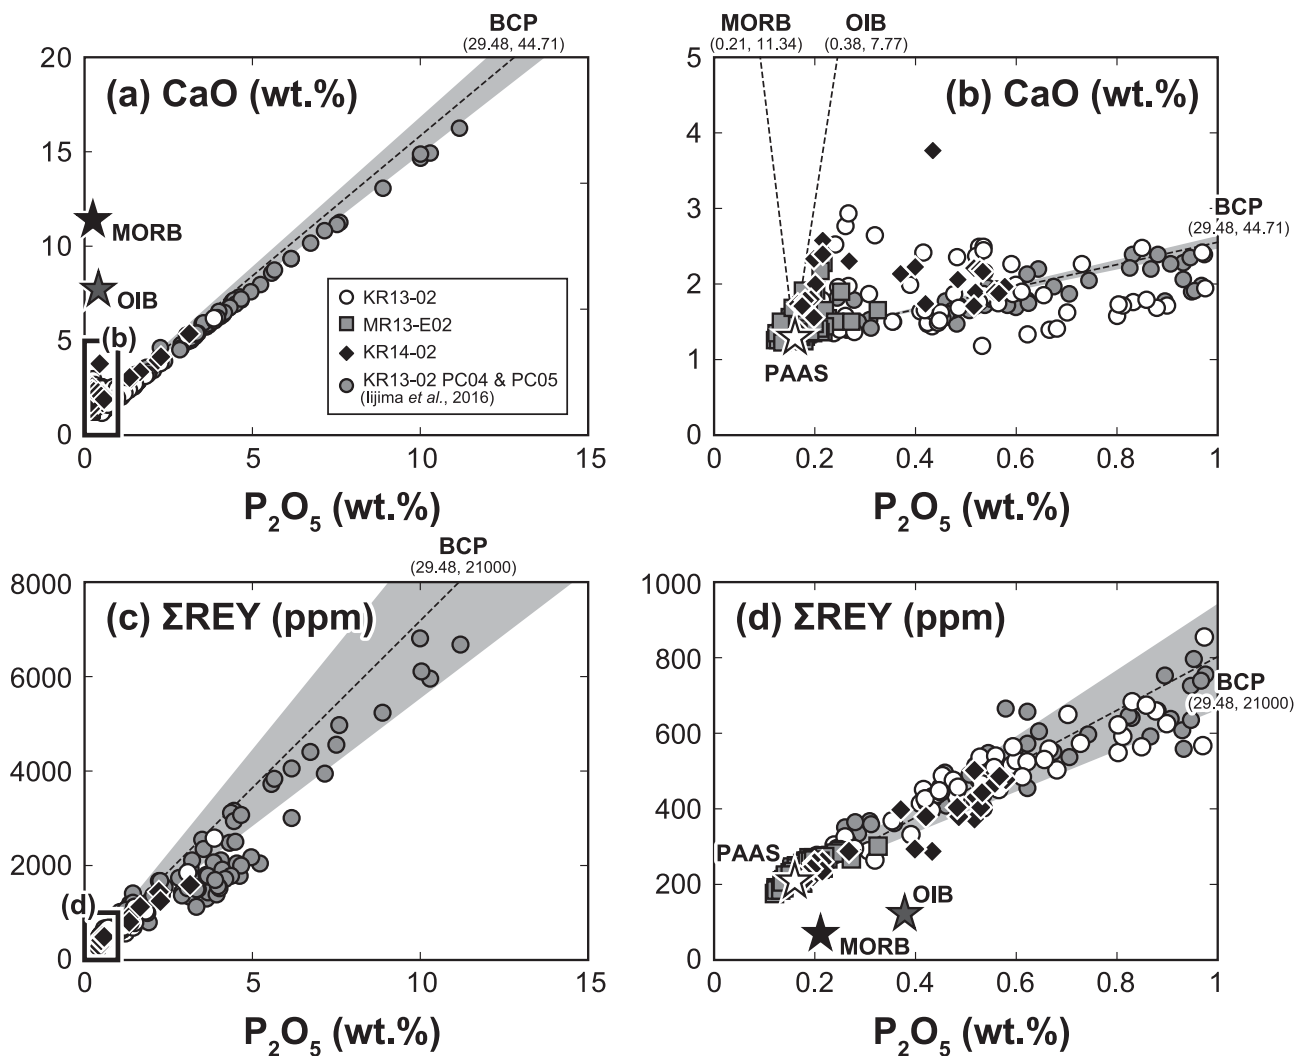 BCP
(29.48, 44.71)
(a) CaO (wt.%)
20
15
10
5
0
MORB
OIB
(b)
KR13-02
MR13-E02
KR14-02
KR13-02 PC04 & PC05
(Iijima et al., 2016)
0
5
10
15
P2O5 (wt.%)
MORB
(0.21, 11.34)
OIB
(0.38, 7.77)
(b) CaO (wt.%)
5
4
3
2
1
0
BCP
(29.48, 44.71)
PAAS
0
0.2
0.4
0.6
0.8
1
P2O5 (wt.%)
BCP
(29.48, 21000)
(c) ΣREY (ppm)
8000
6000
4000
2000
0
(d)
0
5
10
15
P2O5 (wt.%)
(d) ΣREY (ppm)
1000
800
600
400
200
0
BCP
(29.48, 21000)
PAAS
OIB
MORB
0
0.2
0.4
0.6
0.8
1
P2O5 (wt.%)